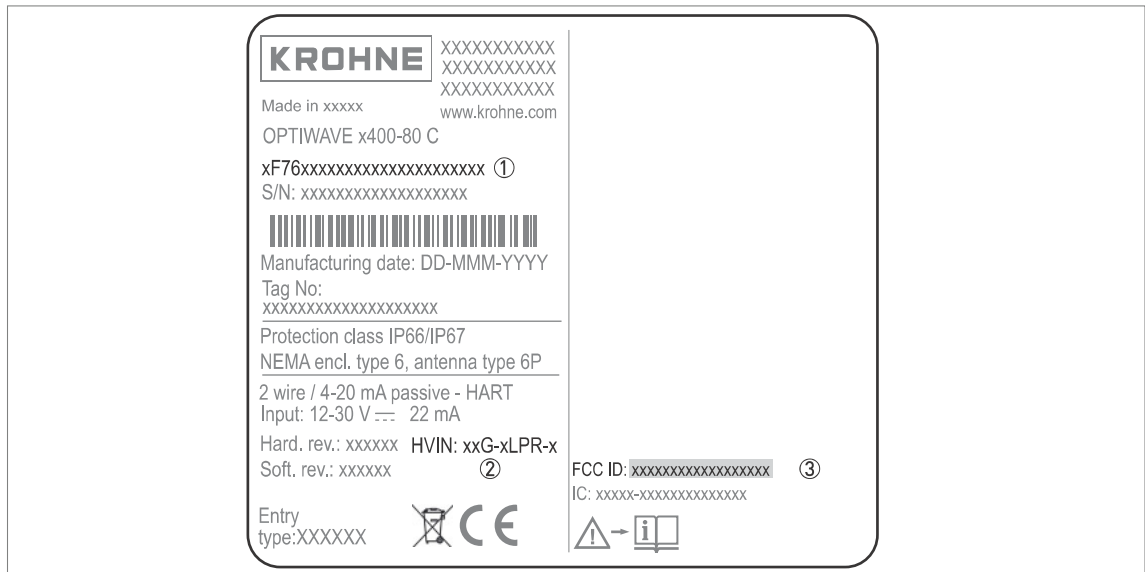 KROHNE
XXXXXXXXXXX
XXXXXXXXXXX
XXXXXXXXXXX
Made in xxxxx
www.krohne.com
OPTIWAVE x400-80 C
xF76xxxxxxxxxxxxxxxxxxxxx ①
S/N: xxxxxxxxxxxxxxxxxxx
Manufacturing date: DD-MMM-YYYY
Tag No:
xxxxxxxxxxxxxxxxxxxx
Protection class IP66/IP67
NEMA encl. type 6, antenna type 6P
2 wire / 4-20 mA passive - HART
Input: 12-30 V ⎓ 22 mA
Hard. rev.: xxxxxx HVIN: xxG-xLPR-x
Soft. rev.: xxxxxx ②
Entry
type:XXXXXX
CE
FCC ID: xxxxxxxxxxxxxxxxxx ③
IC: xxxxx-xxxxxxxxxxxxxx
i